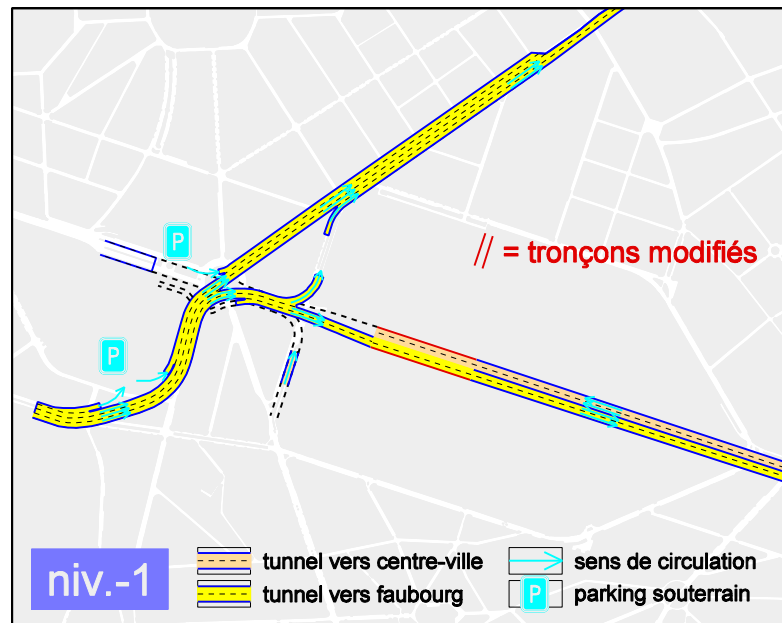 P
// = tronçons modifiés
P
niv.-1
tunnel vers centre-ville
tunnel vers faubourg
sens de circulation
P
parking souterrain